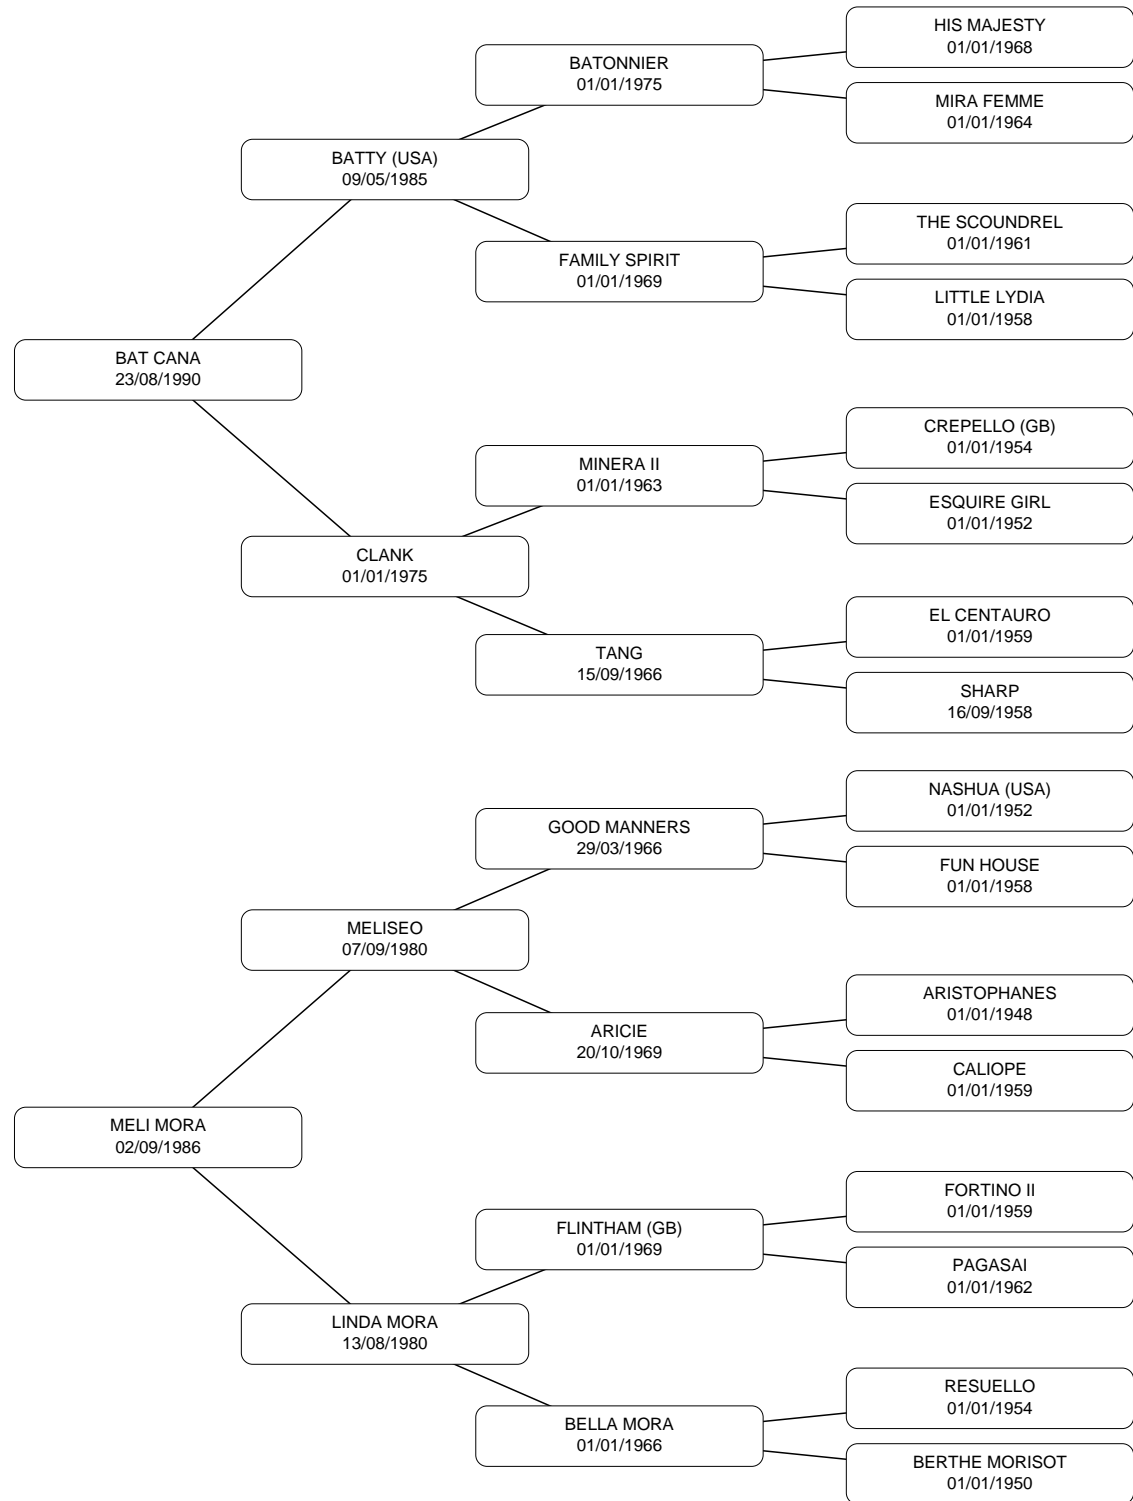 HIS MAJESTY
01/01/1968
BATONNIER
01/01/1975
MIRA FEMME
01/01/1964
BATTY (USA)
09/05/1985
THE SCOUNDREL
01/01/1961
FAMILY SPIRIT
01/01/1969
LITTLE LYDIA
01/01/1958
BAT CANA
23/08/1990
CREPELLO (GB)
01/01/1954
MINERA II
01/01/1963
ESQUIRE GIRL
01/01/1952
CLANK
01/01/1975
EL CENTAURO
01/01/1959
TANG
15/09/1966
SHARP
16/09/1958
NASHUA (USA)
01/01/1952
GOOD MANNERS
29/03/1966
FUN HOUSE
01/01/1958
MELISEO
07/09/1980
ARISTOPHANES
01/01/1948
ARICIE
20/10/1969
CALIOPE
01/01/1959
MELI MORA
02/09/1986
FORTINO II
01/01/1959
FLINTHAM (GB)
01/01/1969
PAGASAI
01/01/1962
LINDA MORA
13/08/1980
RESUELLO
01/01/1954
BELLA MORA
01/01/1966
BERTHE MORISOT
01/01/1950